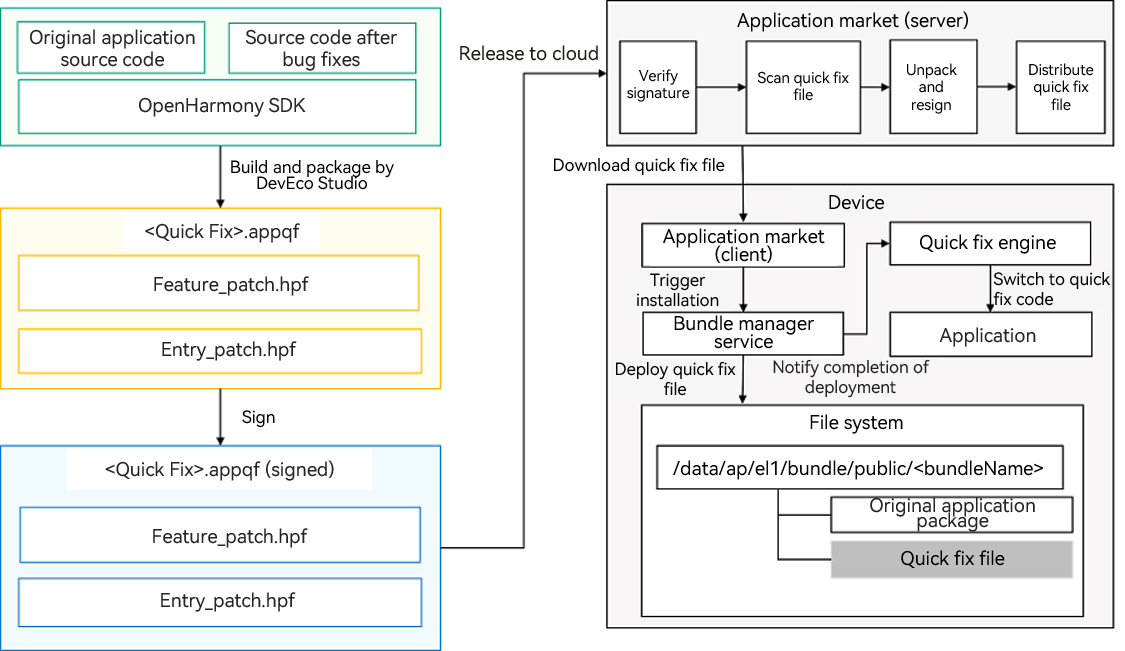 Original application
source code
Source code after
bug fixes
OpenHarmony SDK
Build and package by
DevEco Studio
<Quick Fix>.appqf
Feature_patch.hpf
Entry_patch.hpf
Sign
<Quick Fix>.appqf (signed)
Feature_patch.hpf
Entry_patch.hpf
Release to cloud
Application market (server)
Verify
signature
Scan quick fix
file
Unpack
and
resign
Distribute
quick fix
file
Download quick fix file
Device
Application market
(client)
Trigger
installation
Bundle manager
service
Quick fix engine
Switch to quick
fix code
Application
Deploy quick fix
file
Notify completion of
deployment
File system
/data/ap/el1/bundle/public/<bundleName>
Original application
package
Quick fix file